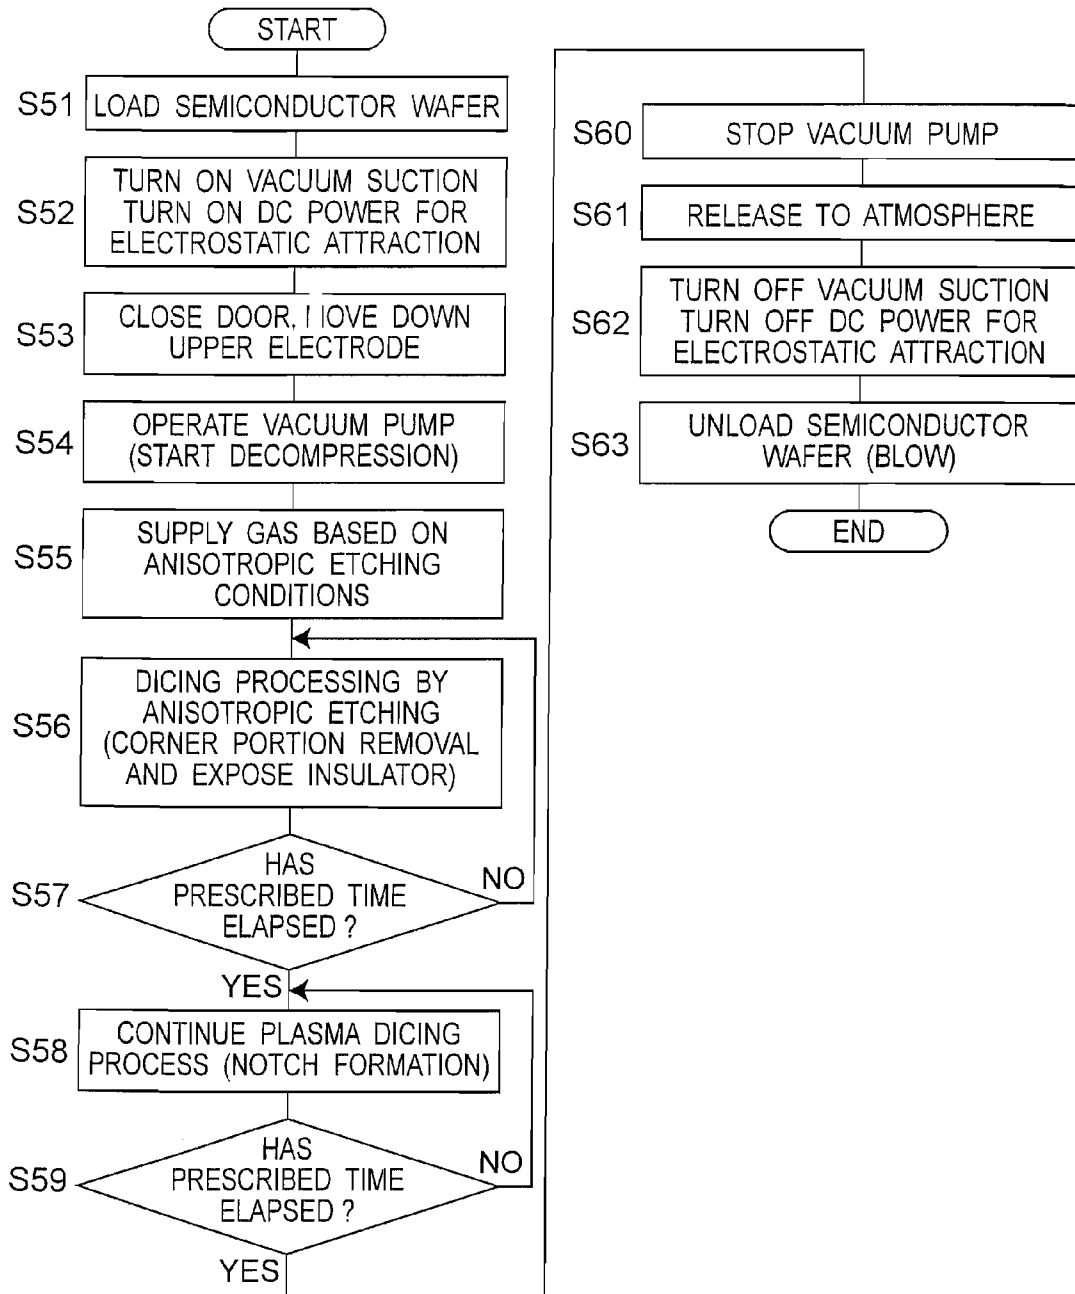 START
S51
LOAD SEMICONDUCTOR WAFER
S52
TURN ON VACUUM SUCTION
TURN ON DC POWER FOR
ELECTROSTATIC ATTRACTION
S53
CLOSE DOOR, MOVE DOWN
UPPER ELECTRODE
S54
OPERATE VACUUM PUMP
(START DECOMPRESSION)
S55
SUPPLY GAS BASED ON
ANISOTROPIC ETCHING
CONDITIONS
S56
DICING PROCESSING BY
ANISOTROPIC ETCHING
(CORNER PORTION REMOVAL
AND EXPOSE INSULATOR)
S57
HAS
PRESCRIBED TIME
ELAPSED ?
NO
YES
S58
CONTINUE PLASMA DICING
PROCESS (NOTCH FORMATION)
S59
HAS
PRESCRIBED TIME
ELAPSED ?
NO
YES
S60
STOP VACUUM PUMP
S61
RELEASE TO ATMOSPHERE
S62
TURN OFF VACUUM SUCTION
TURN OFF DC POWER FOR
ELECTROSTATIC ATTRACTION
S63
UNLOAD SEMICONDUCTOR
WAFER (BLOW)
END